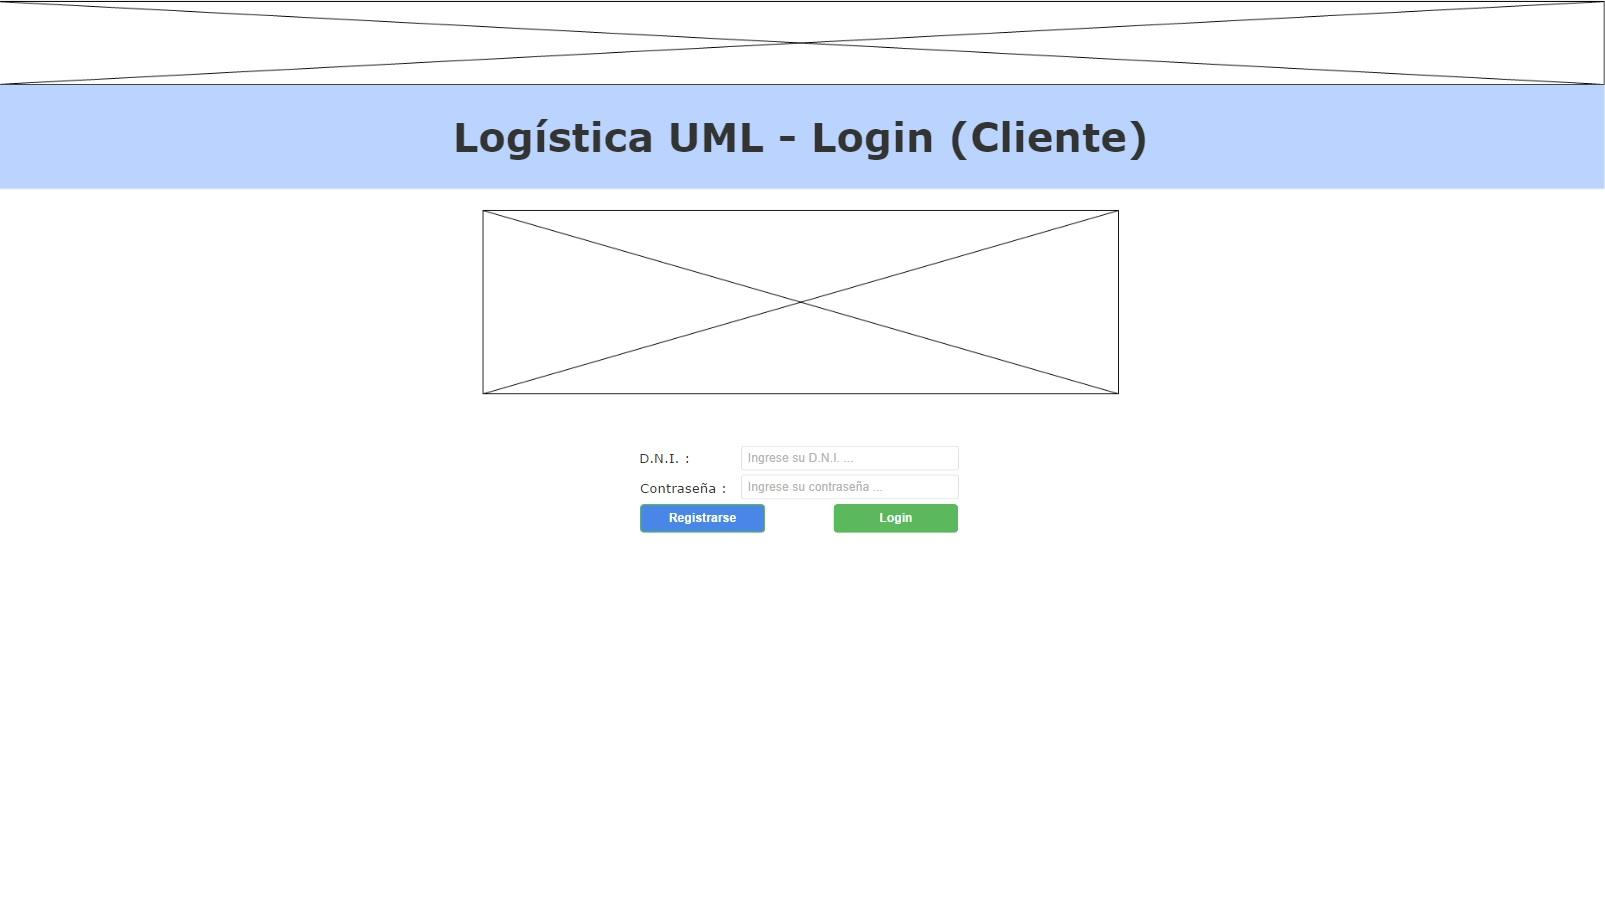 Logística UML - Login (Cliente)
D.N.I. :
Ingrese su D.N.I. ...
Contraseña :
Ingrese su contraseña ...
Registrarse
Login